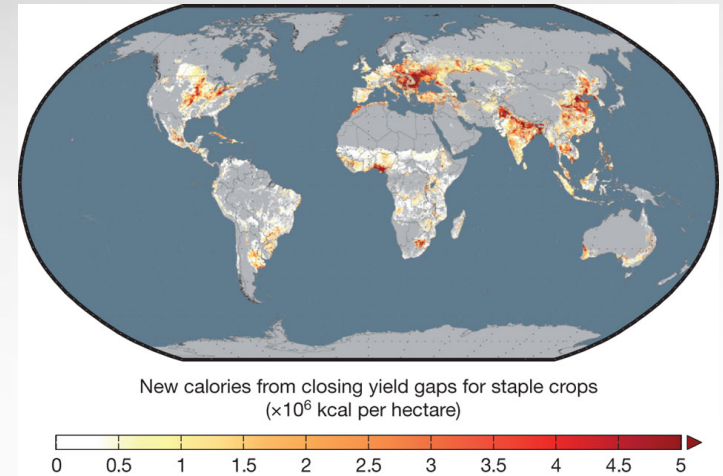 New calories from closing yield gaps for staple crops
(×10⁶ kcal per hectare)
0 0.5 1 1.5 2 2.5 3 3.5 4 4.5 5